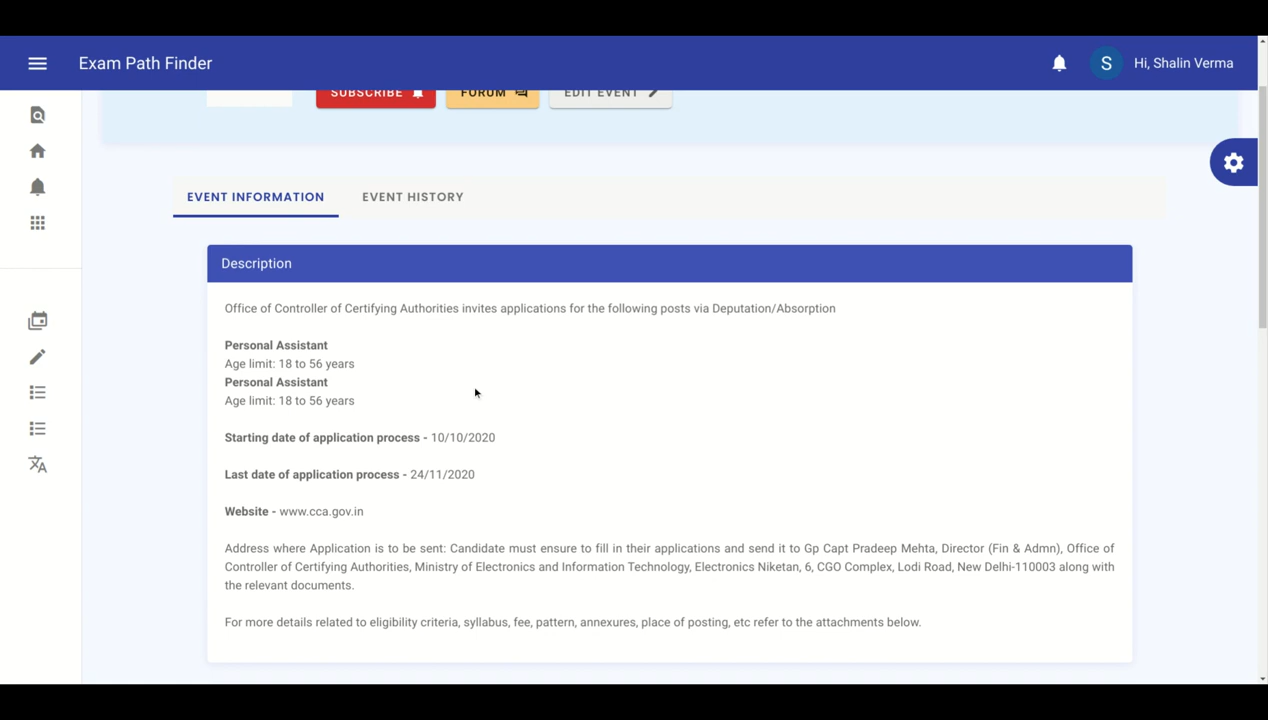 Exam Path Finder
S
Hi, Shalin Verma
SUBSCRIBE
FORUM
EDIT EVENT
EVENT INFORMATION
EVENT HISTORY
Description
Office of Controller of Certifying Authorities invites applications for the following posts via Deputation/Absorption
Personal Assistant
Age limit: 18 to 56 years
Personal Assistant
Age limit: 18 to 56 years
Starting date of application process - 10/10/2020
Last date of application process - 24/11/2020
Website - www.cca.gov.in
Address where Application is to be sent: Candidate must ensure to fill in their applications and send it to Gp Capt Pradeep Mehta, Director (Fin & Admn), Office of
Controller of Certifying Authorities, Ministry of Electronics and Information Technology, Electronics Niketan, 6, CGO Complex, Lodi Road, New Delhi-110003 along with
the relevant documents.
For more details related to eligibility criteria, syllabus, fee, pattern, annexures, place of posting, etc refer to the attachments below.